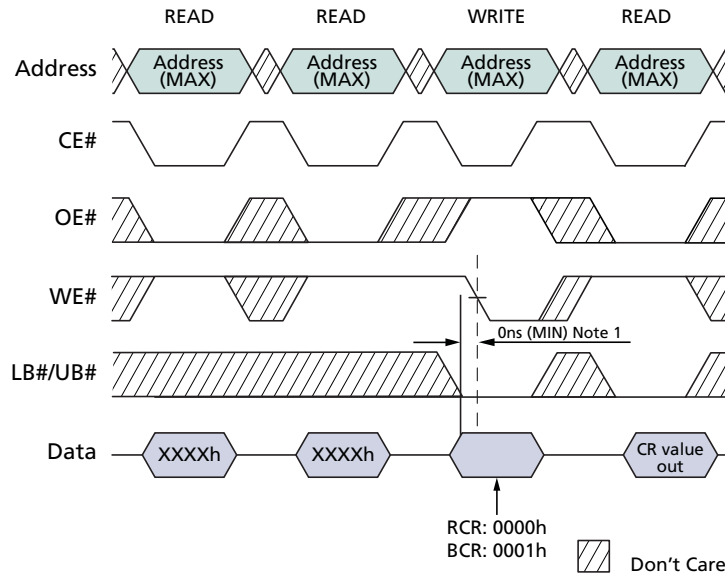 READ READ WRITE READ
Address
Address
(MAX)
Address
(MAX)
Address
(MAX)
Address
(MAX)
CE#
OE#
WE#
0ns (MIN) Note 1
LB#/UB#
Data
XXXXh XXXXh
CR value
out
RCR: 0000h
BCR: 0001h
Don't Care